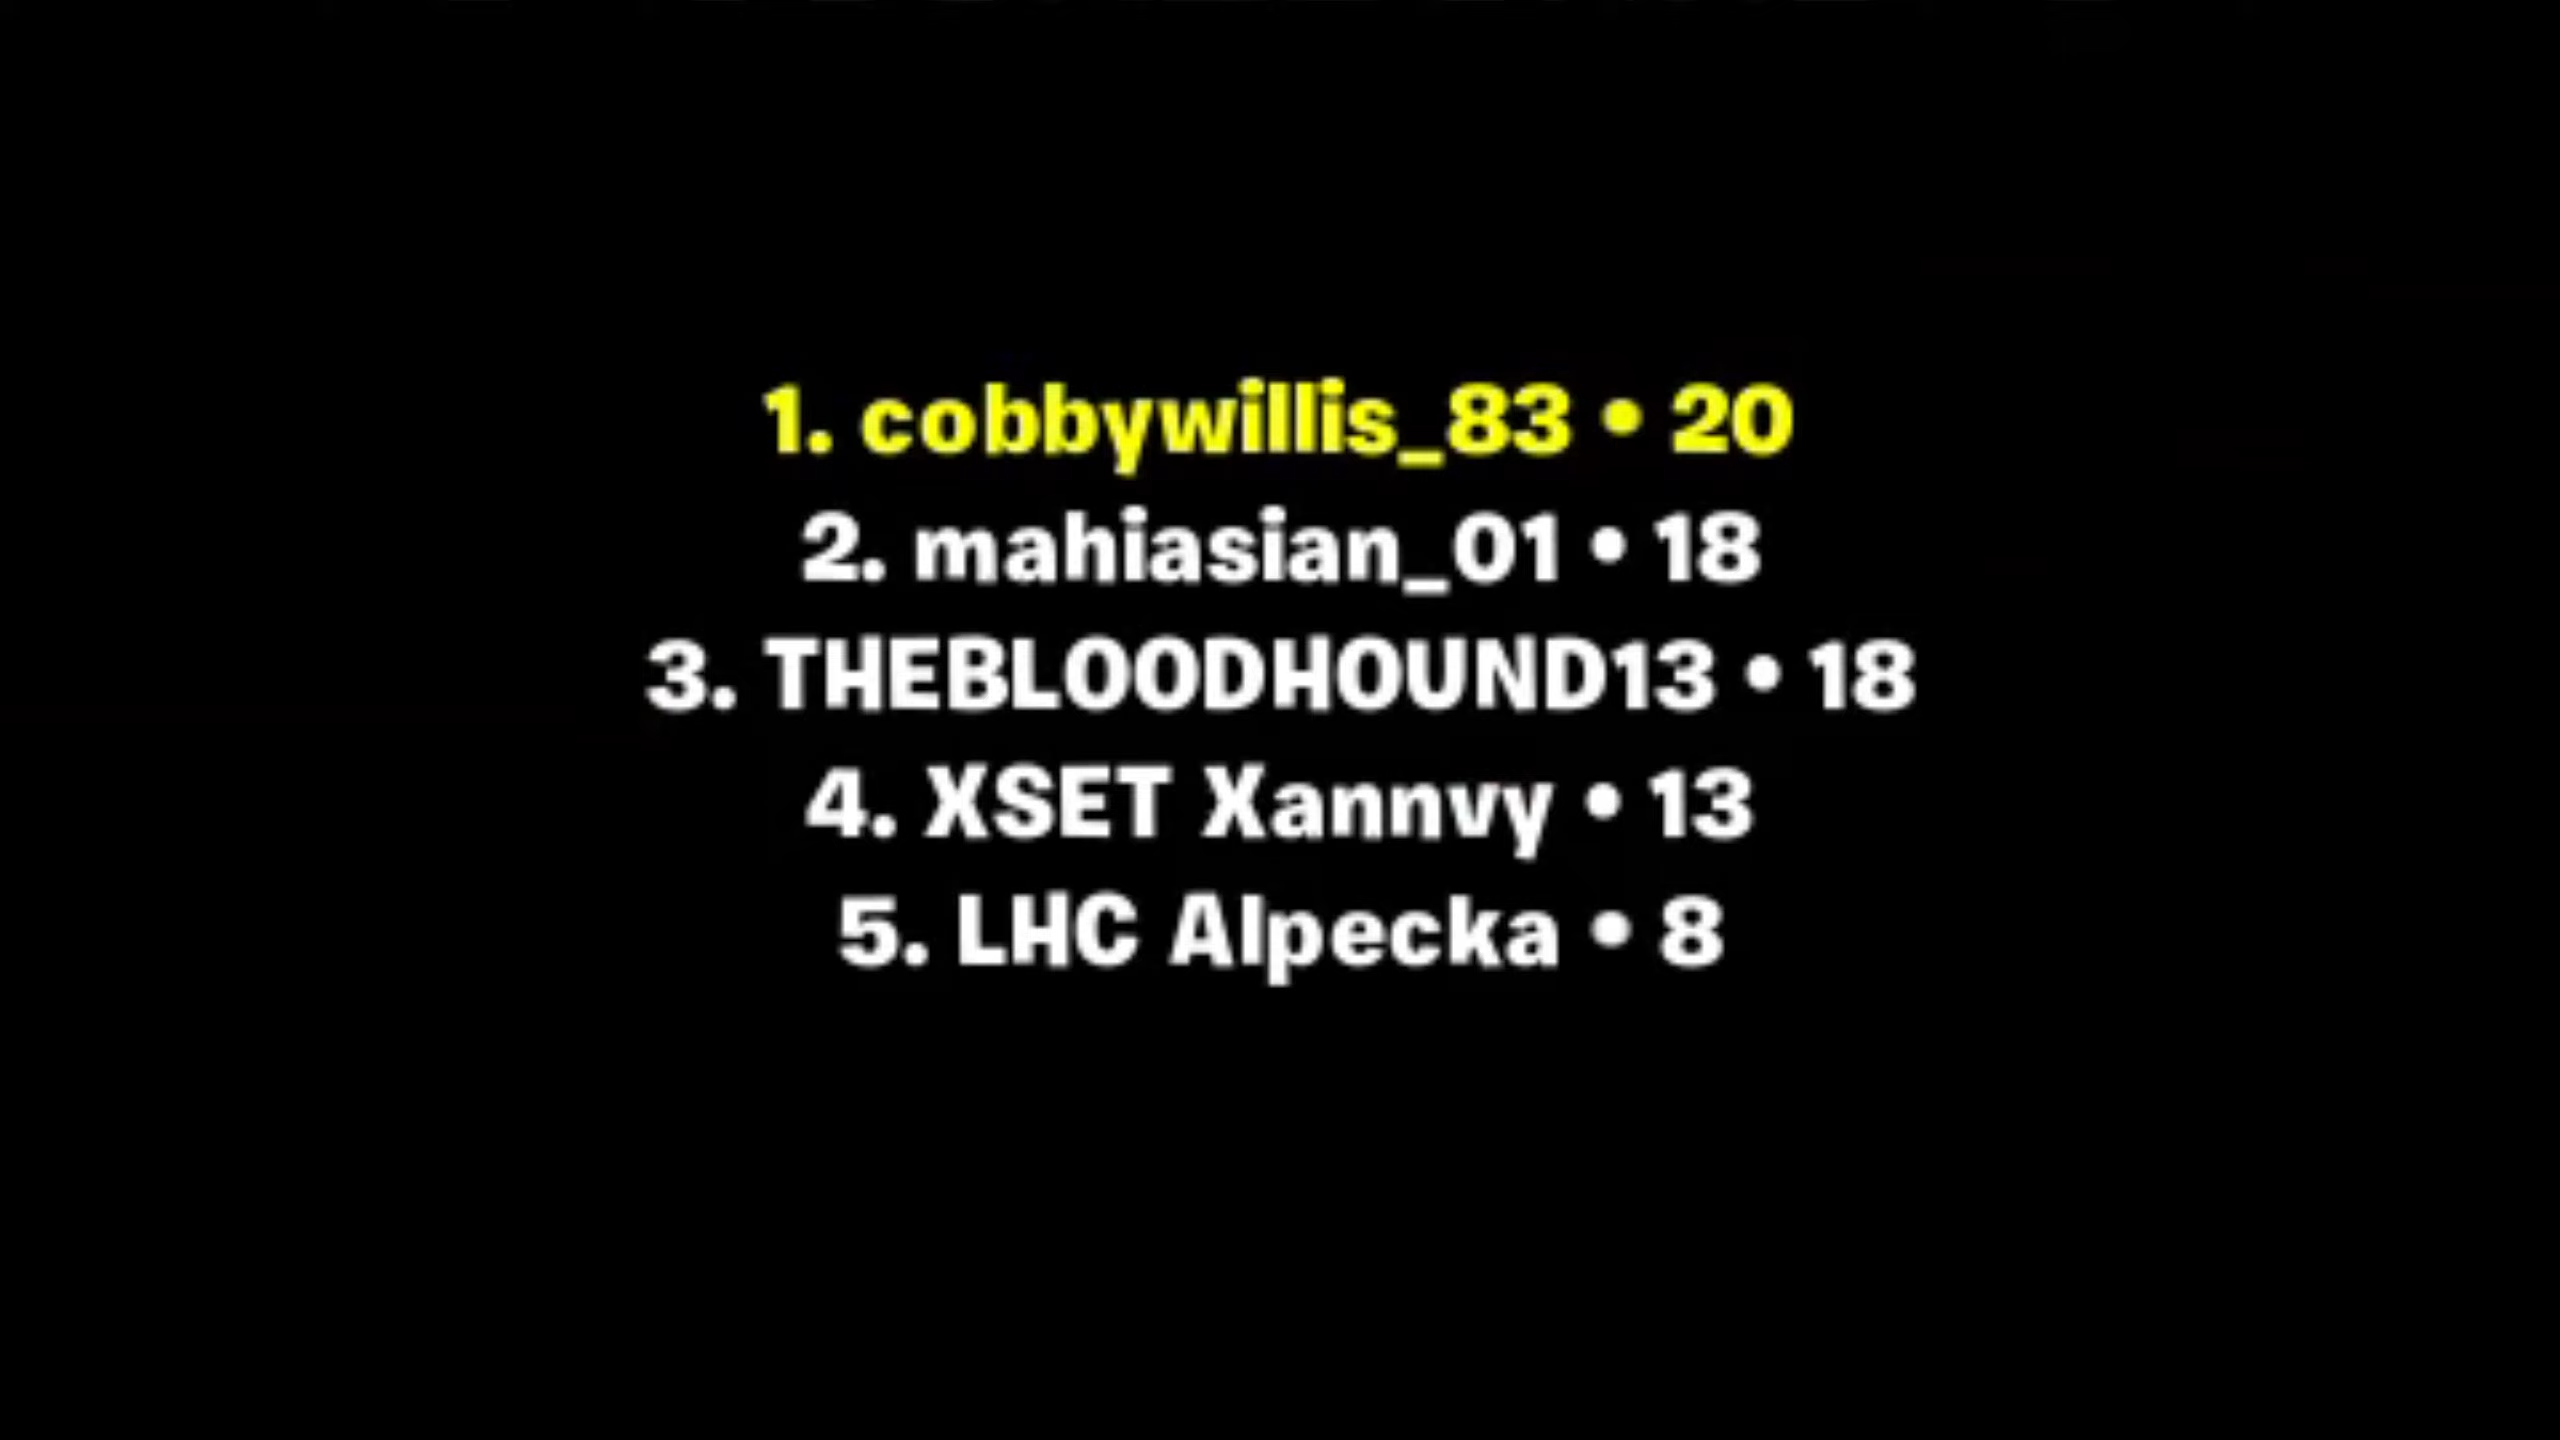 1. cobbywillis_83 • 20
2. mahiasian_01 • 18
3. THEBLOODHOUND13 • 18
4. XSET Xannvy • 13
5. LHC Alpecka • 8